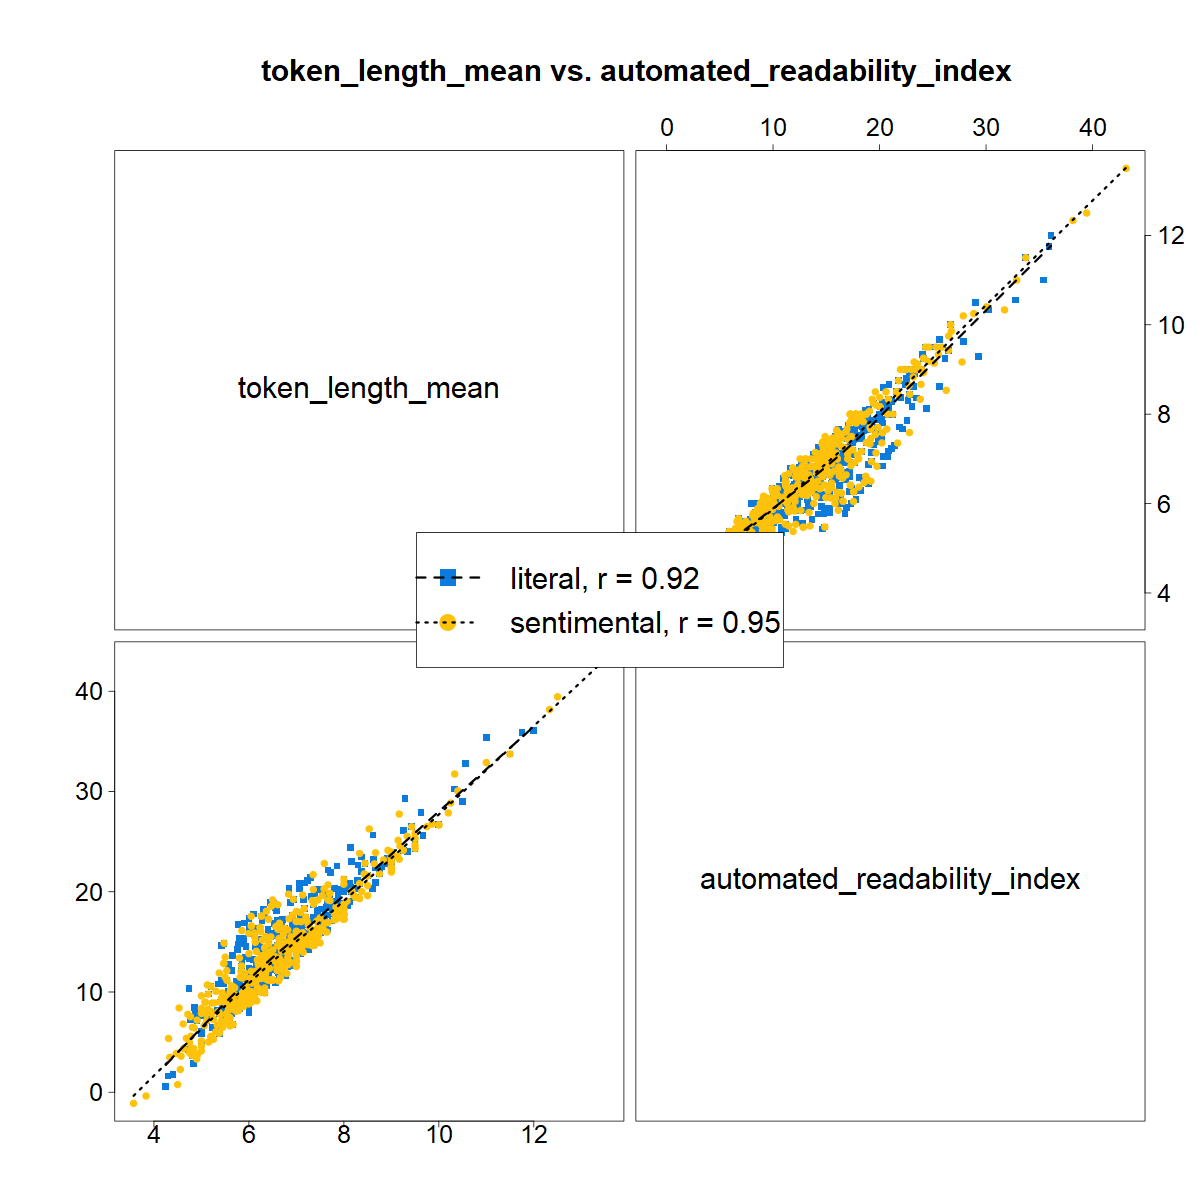 token_length_mean vs. automated_readability_index
0 10 20 30 40
token_length_mean
12
10
8
6
4
literal, r = 0.92
sentimental, r = 0.95
40
30
20
10
0
automated_readability_index
4 6 8 10 12